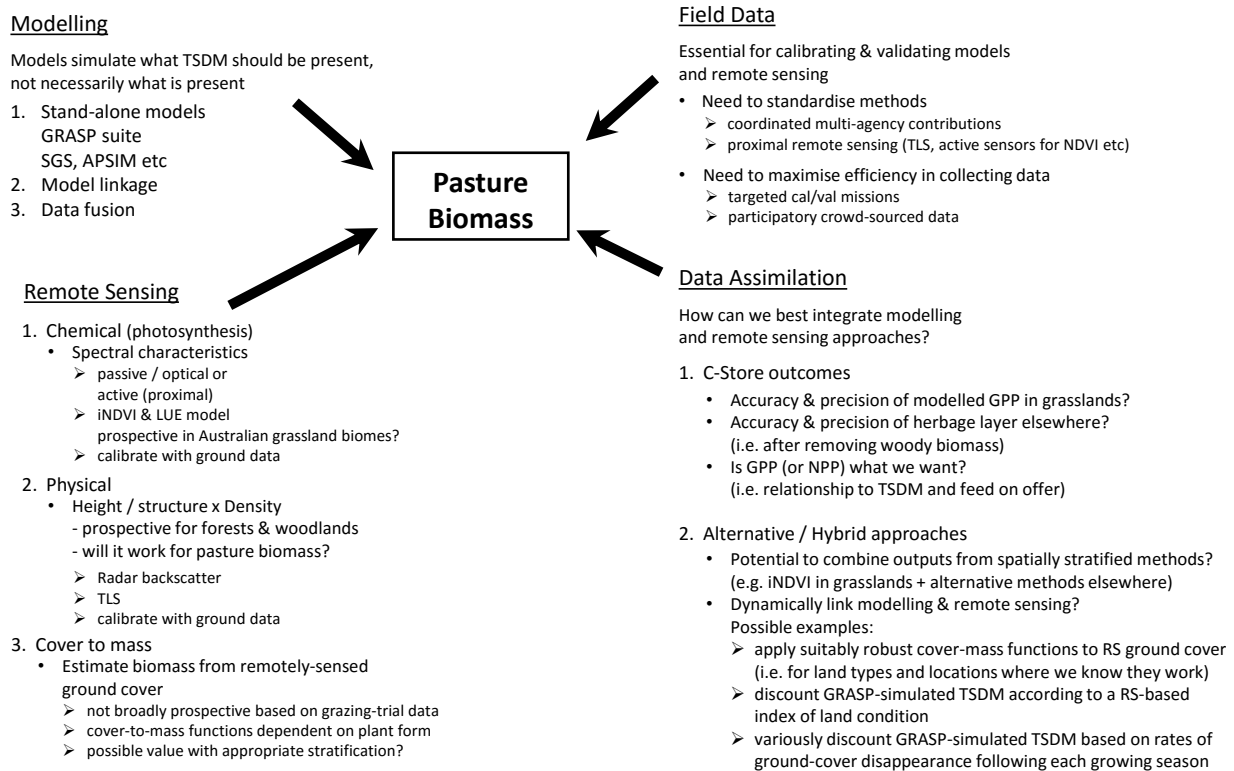 Modelling
Models simulate what TSDM should be present,
not necessarily what is present
1. Stand-alone models
GRASP suite
SGS, APSIM etc
2. Model linkage
3. Data fusion
Pasture
Biomass
Field Data
Essential for calibrating & validating models
and remote sensing
• Need to standardise methods
➢ coordinated multi-agency contributions
➢ proximal remote sensing (TLS, active sensors for NDVI etc)
• Need to maximise efficiency in collecting data
➢ targeted cal/val missions
➢ participatory crowd-sourced data
Remote Sensing
1. Chemical (photosynthesis)
• Spectral characteristics
➢ passive / optical or
active (proximal)
➢ iNDVI & LUE model
prospective in Australian grassland biomes?
➢ calibrate with ground data
2. Physical
• Height / structure x Density
- prospective for forests & woodlands
- will it work for pasture biomass?
➢ Radar backscatter
➢ TLS
➢ calibrate with ground data
3. Cover to mass
• Estimate biomass from remotely-sensed
ground cover
➢ not broadly prospective based on grazing-trial data
➢ cover-to-mass functions dependent on plant form
➢ possible value with appropriate stratification?
Data Assimilation
How can we best integrate modelling
and remote sensing approaches?
1. C-Store outcomes
• Accuracy & precision of modelled GPP in grasslands?
• Accuracy & precision of herbage layer elsewhere?
(i.e. after removing woody biomass)
• Is GPP (or NPP) what we want?
(i.e. relationship to TSDM and feed on offer)
2. Alternative / Hybrid approaches
• Potential to combine outputs from spatially stratified methods?
(e.g. iNDVI in grasslands + alternative methods elsewhere)
• Dynamically link modelling & remote sensing?
Possible examples:
➢ apply suitably robust cover-mass functions to RS ground cover
(i.e. for land types and locations where we know they work)
➢ discount GRASP-simulated TSDM according to a RS-based
index of land condition
➢ variously discount GRASP-simulated TSDM based on rates of
ground-cover disappearance following each growing season